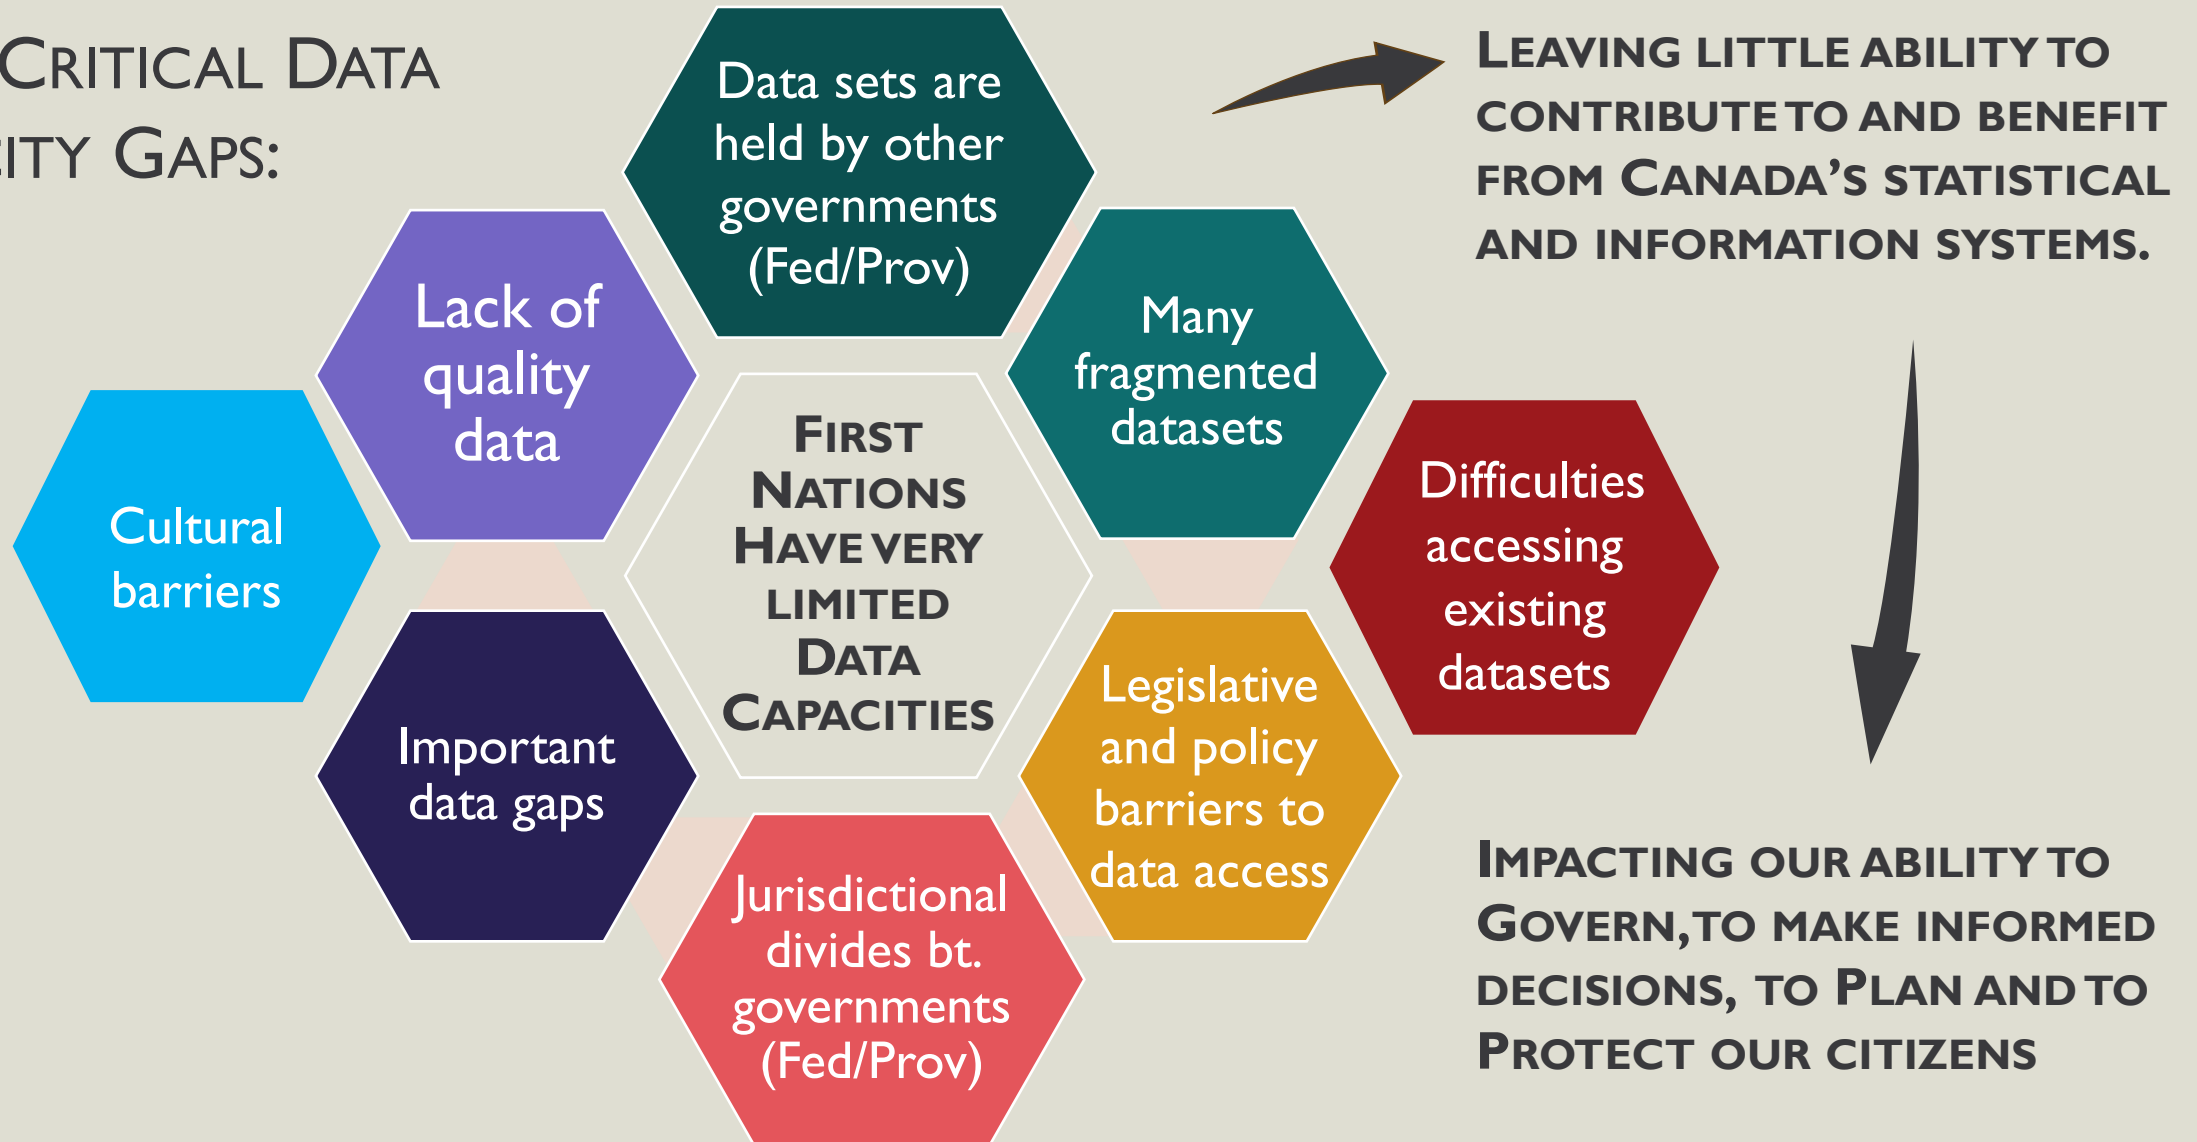 CRITICAL DATA
CITY GAPS:
Data sets are
held by other
governments
(Fed/Prov)
LEAVING LITTLE ABILITY TO
CONTRIBUTE TO AND BENEFIT
FROM CANADA'S STATISTICAL
AND INFORMATION SYSTEMS.
Lack of
quality
data
Many
fragmented
datasets
Cultural
barriers
FIRST
NATIONS
HAVE VERY
LIMITED
DATA
CAPACITIES
Difficulties
accessing
existing
datasets
Important
data gaps
Legislative
and policy
barriers to
data access
Jurisdictional
divides bt.
governments
(Fed/Prov)
IMPACTING OUR ABILITY TO
GOVERN, TO MAKE INFORMED
DECISIONS, TO PLAN AND TO
PROTECT OUR CITIZENS